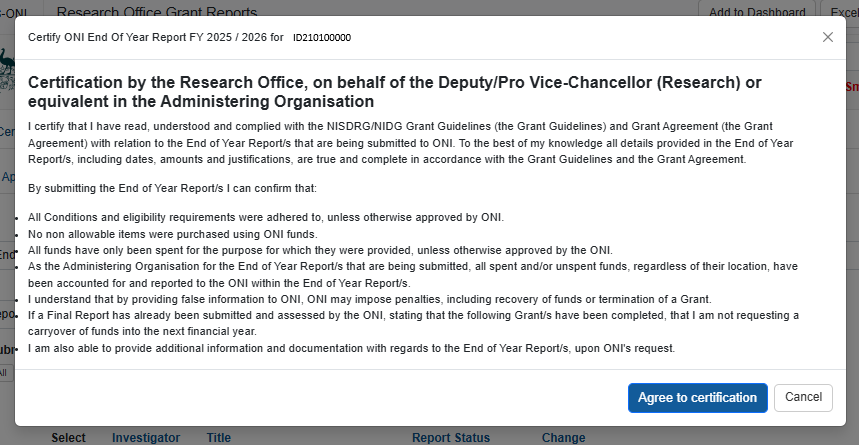 S-ONI
Research Office Grant Reports
Add to Dashboard
Excel
Certify ONI End Of Year Report FY 2025 / 2026 for ID210100000
Certification by the Research Office, on behalf of the Deputy/Pro Vice-Chancellor (Research) or
equivalent in the Administering Organisation
I certify that I have read, understood and complied with the NISDRG/NIDG Grant Guidelines (the Grant Guidelines) and Grant Agreement (the Grant
Agreement) with relation to the End of Year Report/s that are being submitted to ONI. To the best of my knowledge all details provided in the End of Year
Report/s, including dates, amounts and justifications, are true and complete in accordance with the Grant Guidelines and the Grant Agreement.
By submitting the End of Year Report/s I can confirm that:
All Conditions and eligibility requirements were adhered to, unless otherwise approved by ONI.
No non allowable items were purchased using ONI funds.
All funds have only been spent for the purpose for which they were provided, unless otherwise approved by the ONI.
As the Administering Organisation for the End of Year Report/s that are being submitted, all spent and/or unspent funds, regardless of their location, have
been accounted for and reported to the ONI within the End of Year Report/s.
I understand that by providing false information to ONI, ONI may impose penalties, including recovery of funds or termination of a Grant.
If a Final Report has already been submitted and assessed by the ONI, stating that the following Grant/s have been completed, that I am not requesting a
carryover of funds into the next financial year.
I am also able to provide additional information and documentation with regards to the End of Year Report/s, upon ONI's request.
Agree to certification
Cancel
Select
Investigator
Title
Report Status
Change